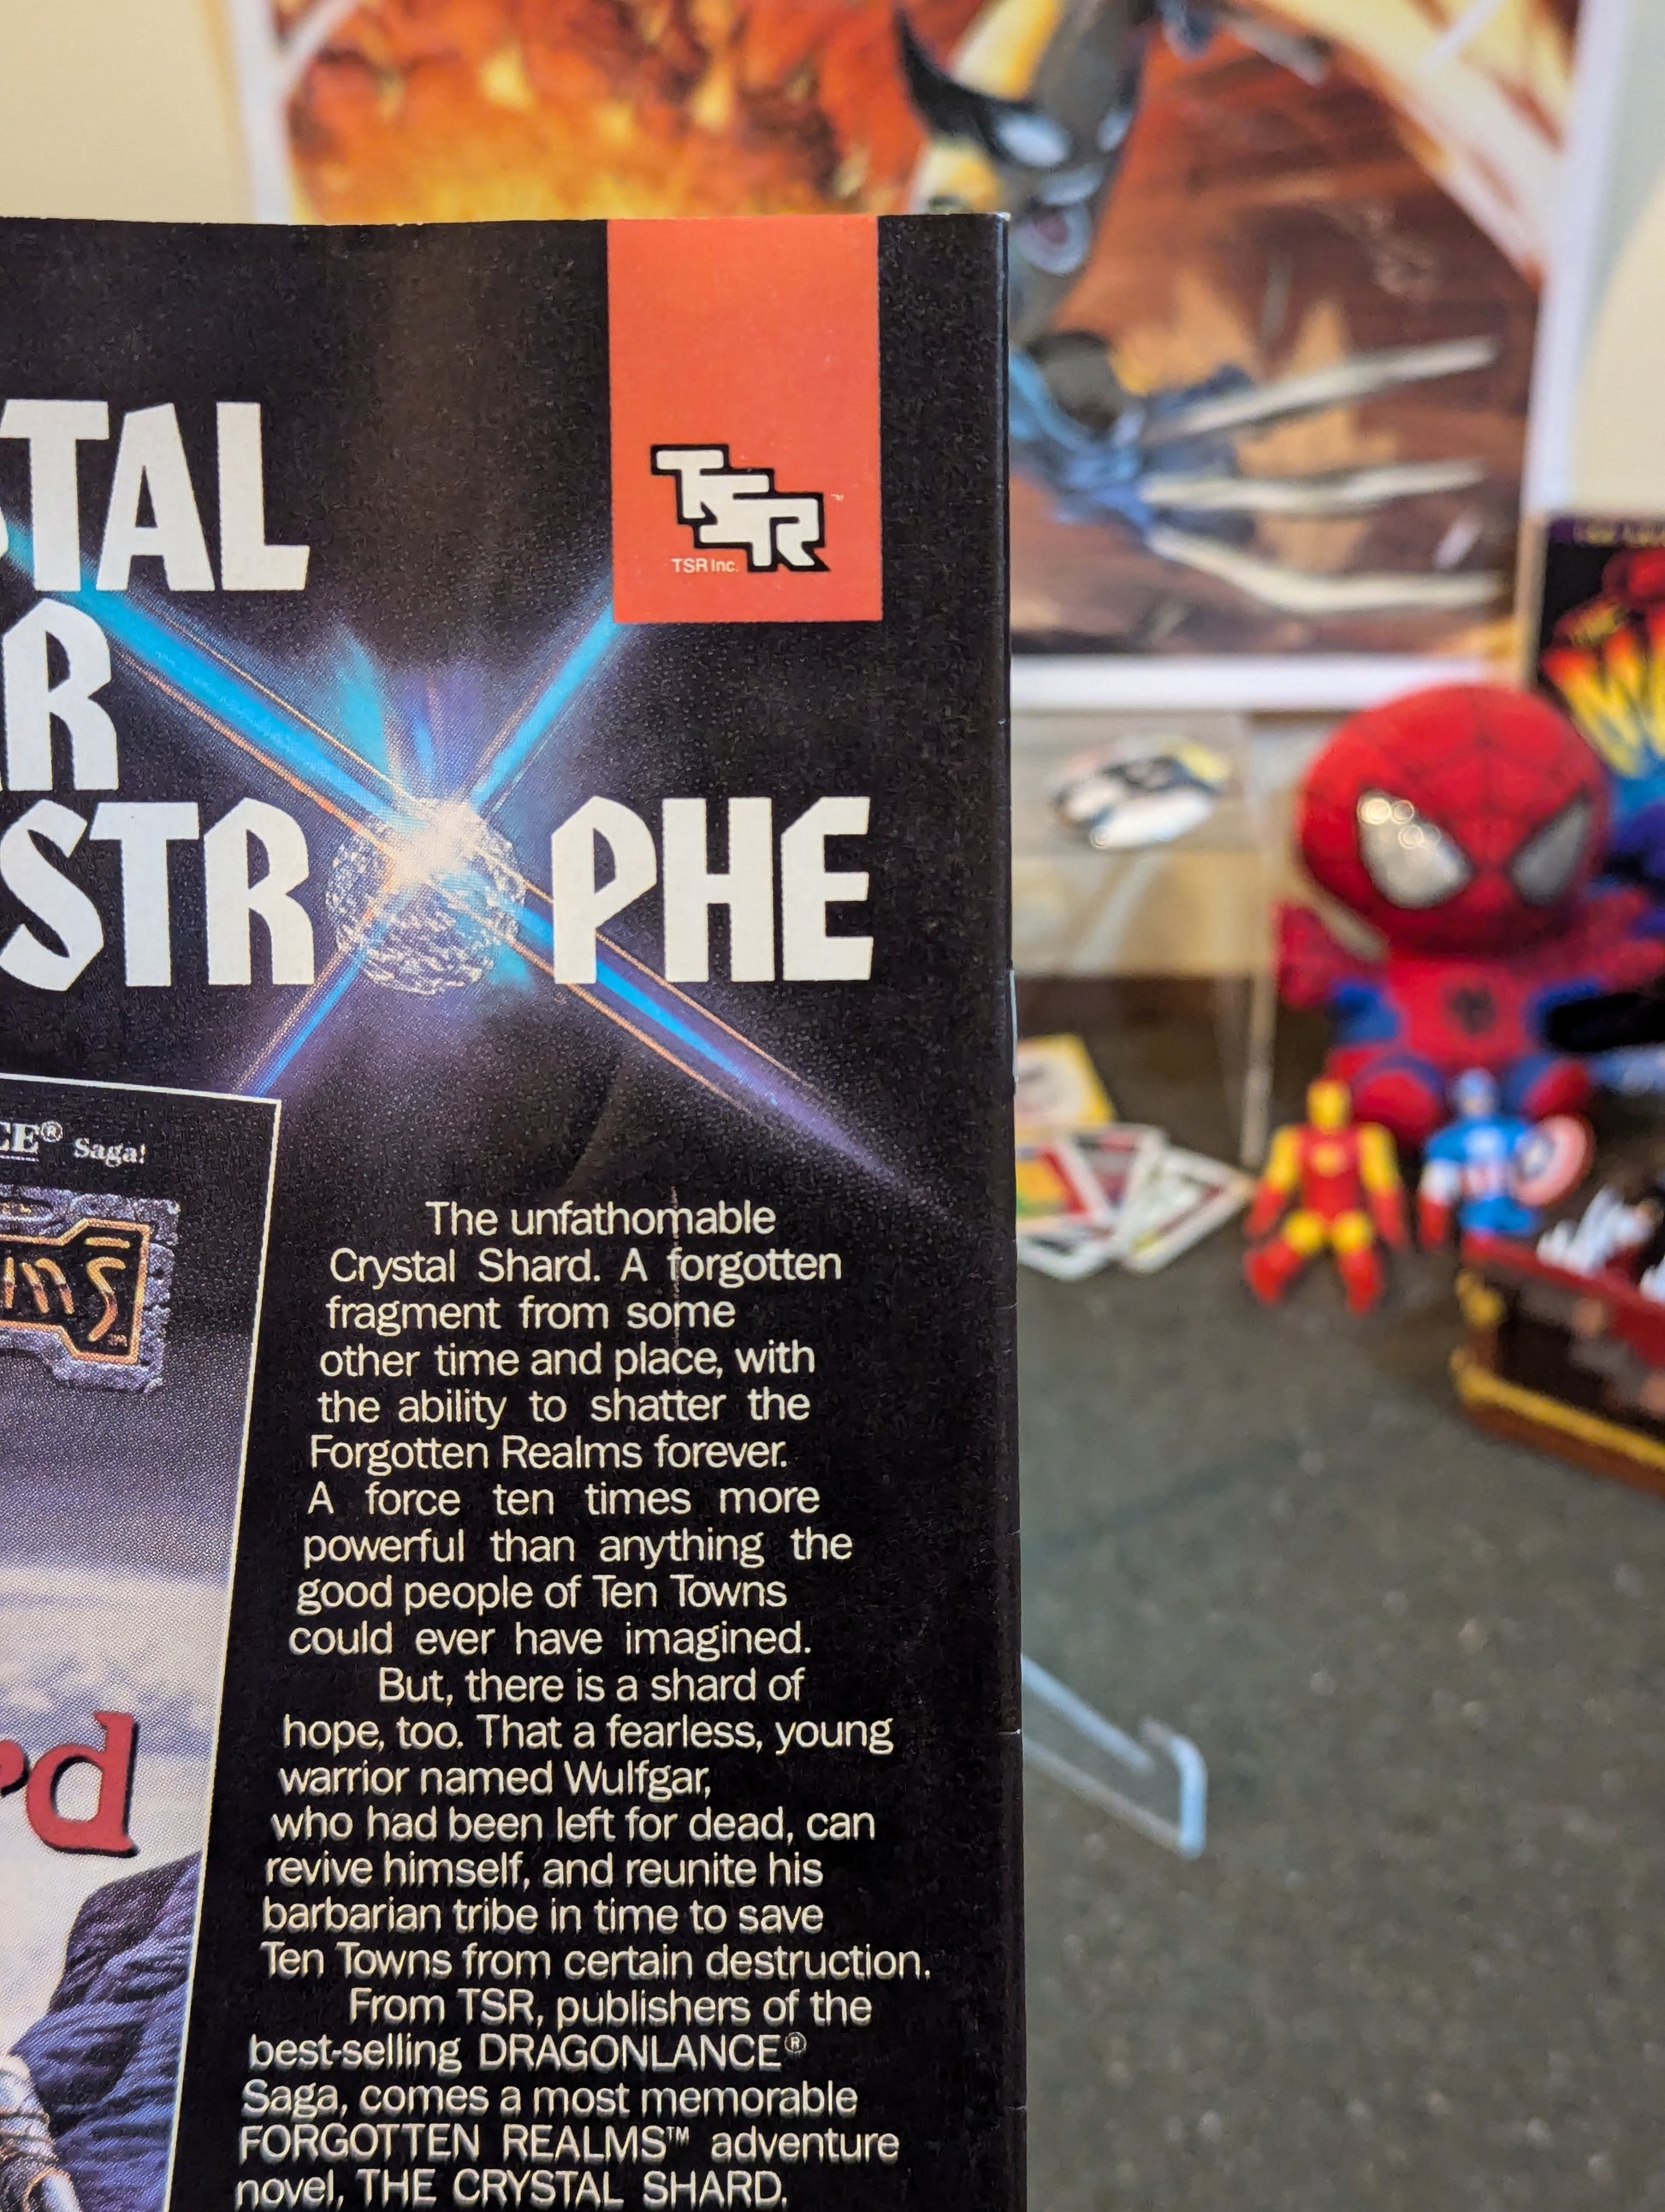 TSR
TSR Inc.
STAL
R
STR PHE
CE® Saga!
rd
The unfathomable
Crystal Shard. A forgotten
fragment from some
other time and place, with
the ability to shatter the
Forgotten Realms forever.
A force ten times more
powerful than anything the
good people of Ten Towns
could ever have imagined.
But, there is a shard of
hope, too. That a fearless, young
warrior named Wulfgar,
who had been left for dead, can
revive himself, and reunite his
barbarian tribe in time to save
Ten Towns from certain destruction.
From TSR, publishers of the
best-selling DRAGONLANCE®
Saga, comes a most memorable
FORGOTTEN REALMS™ adventure
novel, THE CRYSTAL SHARD.